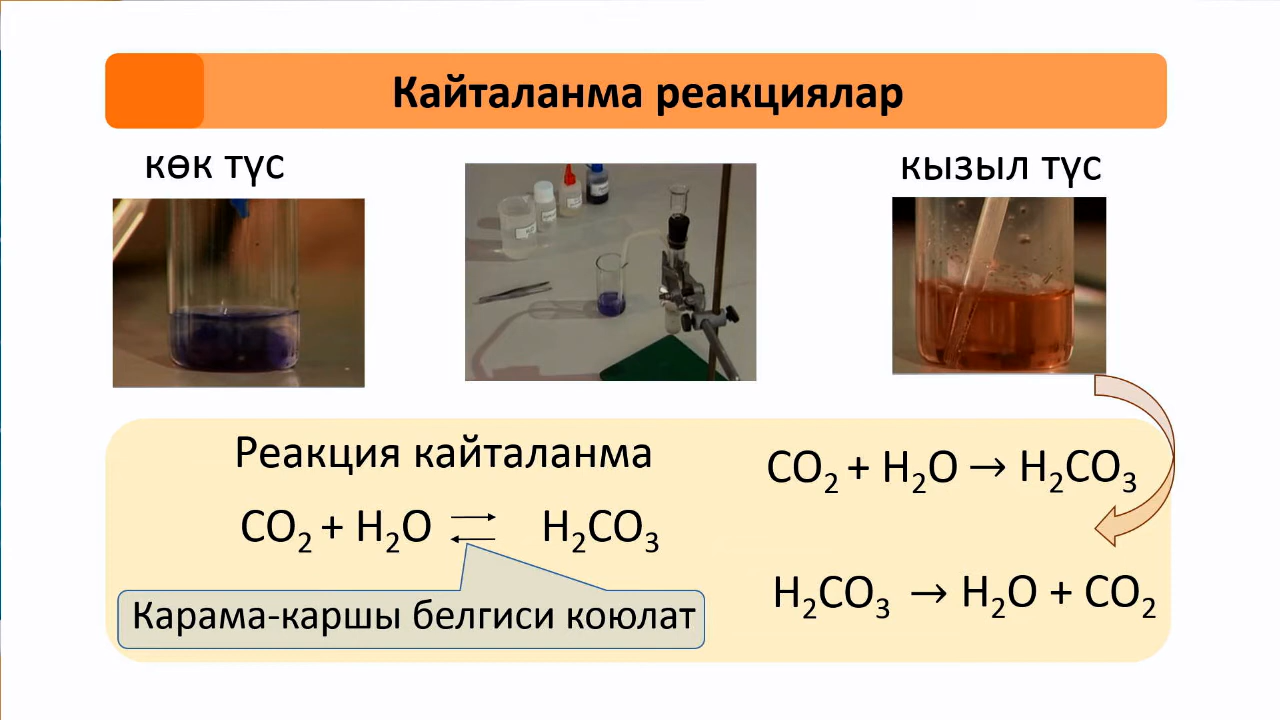 Кайталанма реакциялар
көк түс
кызыл түс
Реакция кайталанма
CO₂ + H₂O ⇄ H₂CO₃
Карама-каршы белгиси коюлат
CO₂ + H₂O → H₂CO₃
H₂CO₃ → H₂O + CO₂